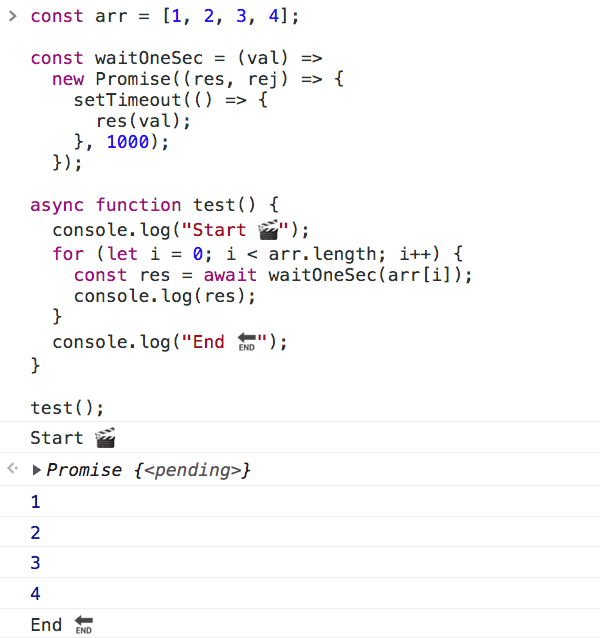 > const arr = [1, 2, 3, 4];
const waitOneSec = (val) =>
  new Promise((res, rej) => {
    setTimeout(() => {
      res(val);
    }, 1000);
  });
async function test() {
  console.log("Start 🎬");
  for (let i = 0; i < arr.length; i++) {
    const res = await waitOneSec(arr[i]);
    console.log(res);
  }
  console.log("End 🔚");
}
test();
Start 🎬
▶Promise {<pending>}
1
2
3
4
End 🔚